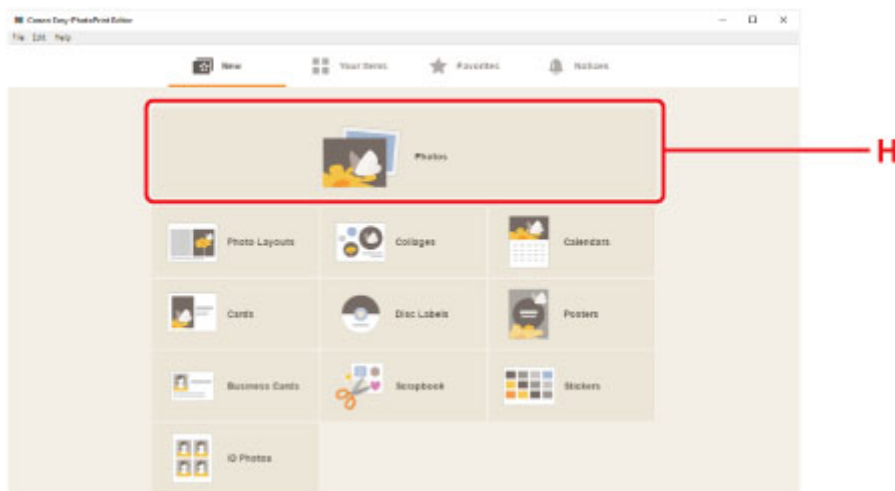 Canon Easy-PhotoPrint Editor
File Edit Help
New Your Items Favorites Notices
Photos
H
Photo Layouts Collages Calendars
Cards Disc Labels Posters
Business Cards Scrapbook Stickers
ID Photos